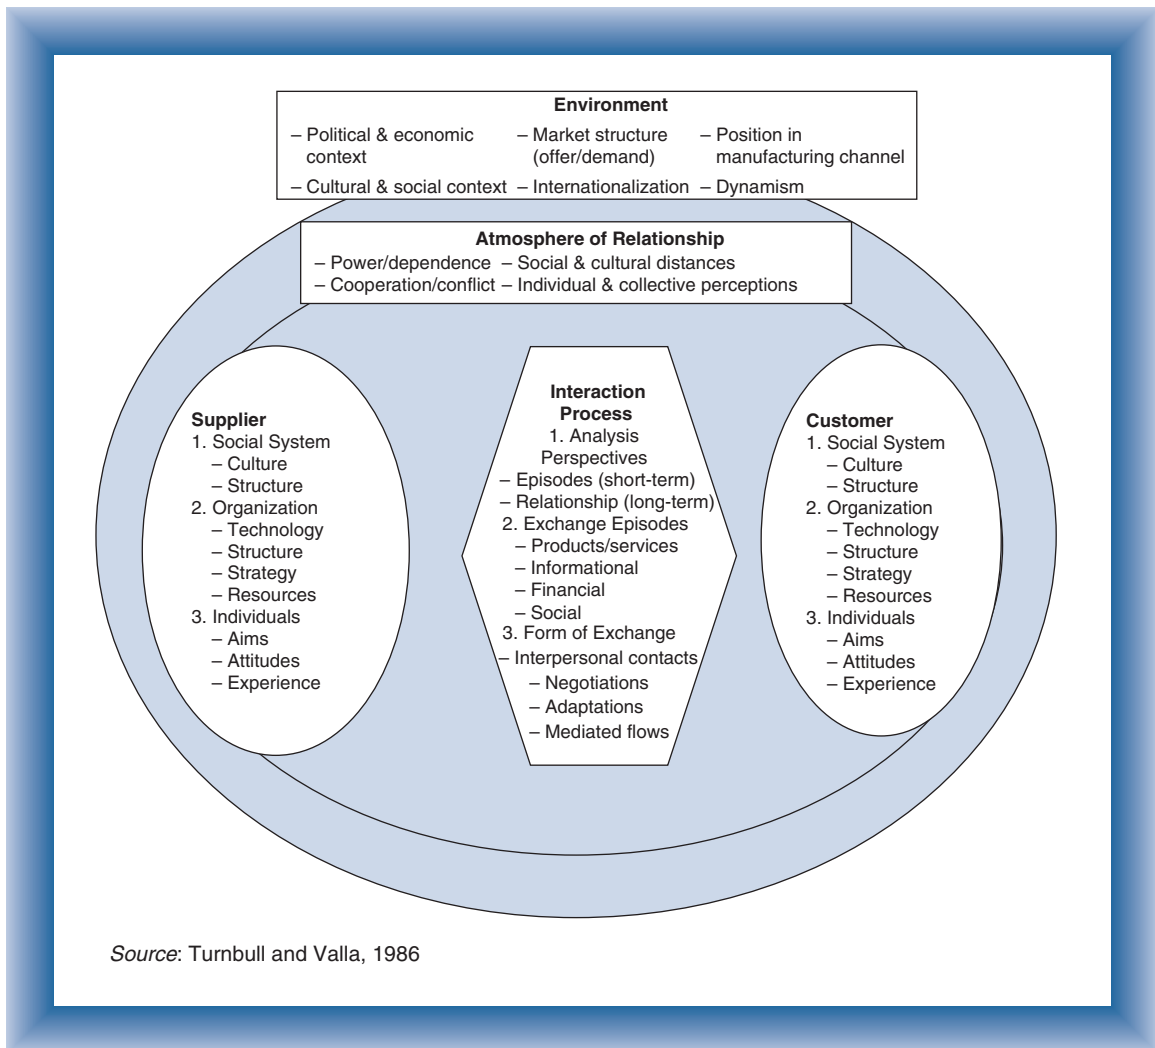 Environment
– Political & economic context
– Market structure (offer/demand)
– Position in manufacturing channel
– Cultural & social context
– Internationalization
– Dynamism
Atmosphere of Relationship
– Power/dependence – Social & cultural distances
– Cooperation/conflict – Individual & collective perceptions
Supplier
1. Social System
– Culture
– Structure
2. Organization
– Technology
– Structure
– Strategy
– Resources
3. Individuals
– Aims
– Attitudes
– Experience
Interaction
Process
1. Analysis
Perspectives
– Episodes (short-term)
– Relationship (long-term)
2. Exchange Episodes
– Products/services
– Informational
– Financial
– Social
3. Form of Exchange
– Interpersonal contacts
– Negotiations
– Adaptations
– Mediated flows
Customer
1. Social System
– Culture
– Structure
2. Organization
– Technology
– Structure
– Strategy
– Resources
3. Individuals
– Aims
– Attitudes
– Experience
Source: Turnbull and Valla, 1986